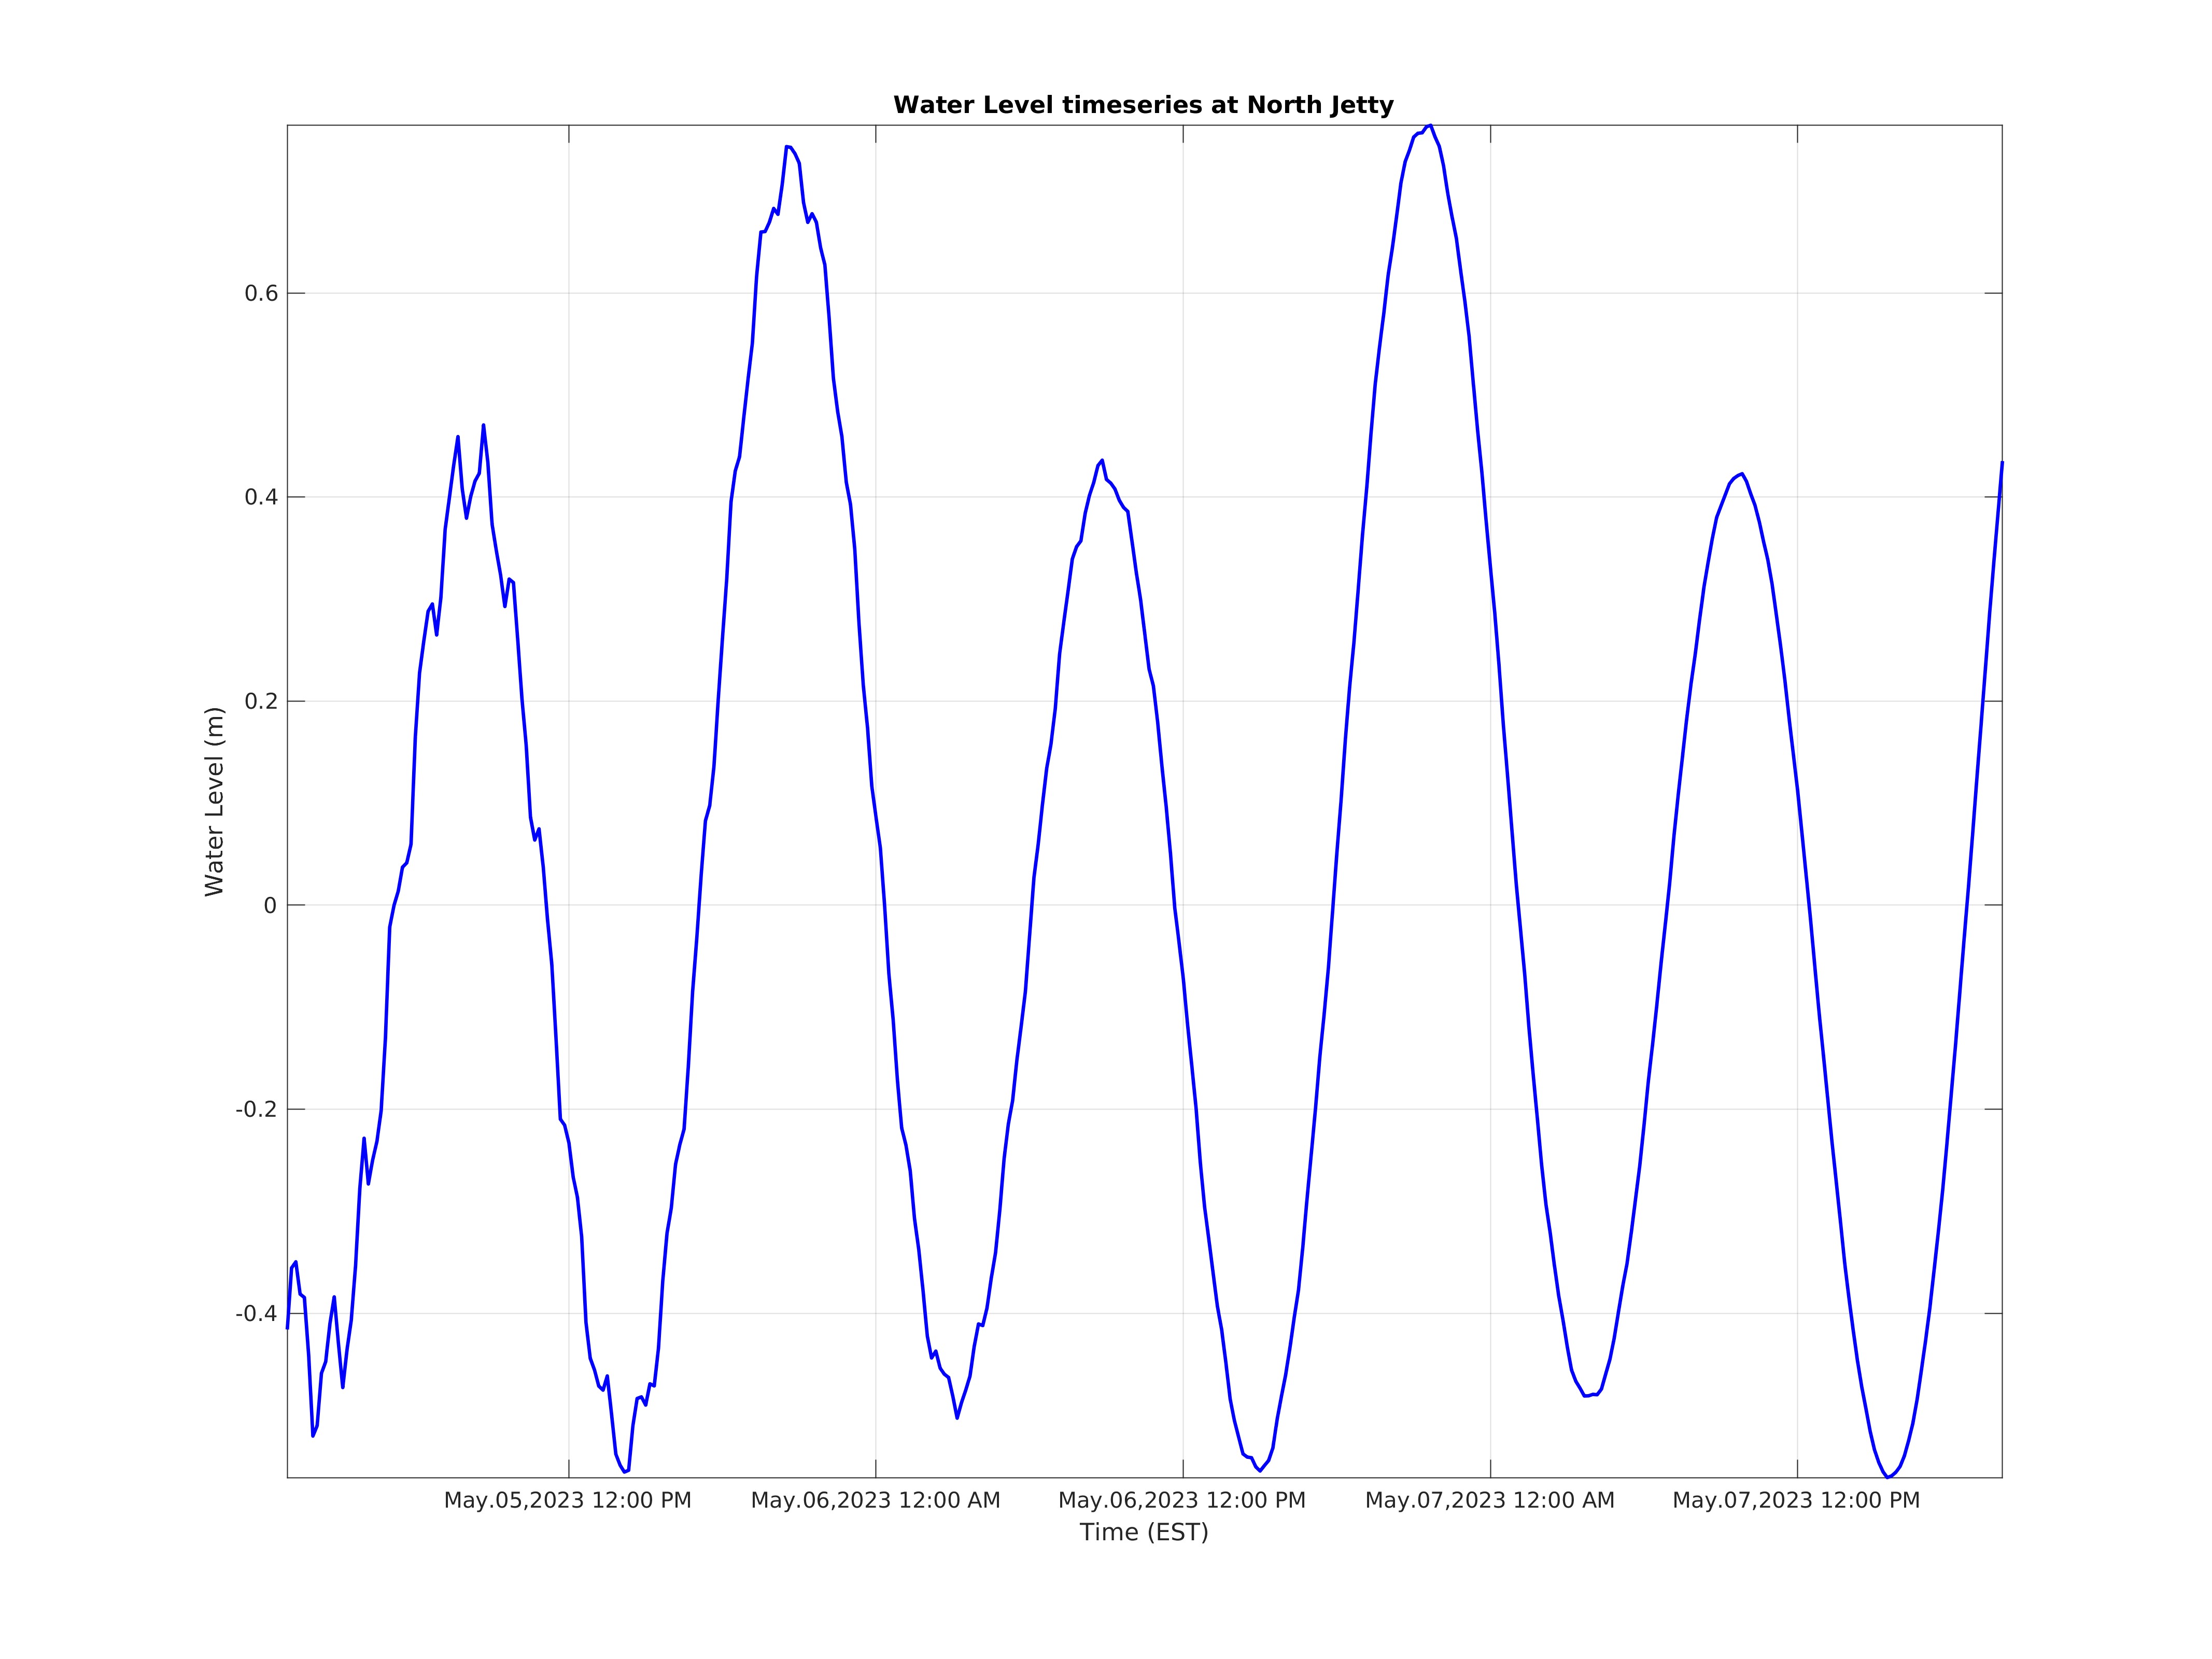 Water Level timeseries at North Jetty
0.6
0.4
0.2
0
-0.2
-0.4
Water Level (m)
May.05,2023 12:00 PM May.06,2023 12:00 AM May.06,2023 12:00 PM May.07,2023 12:00 AM May.07,2023 12:00 PM
Time (EST)